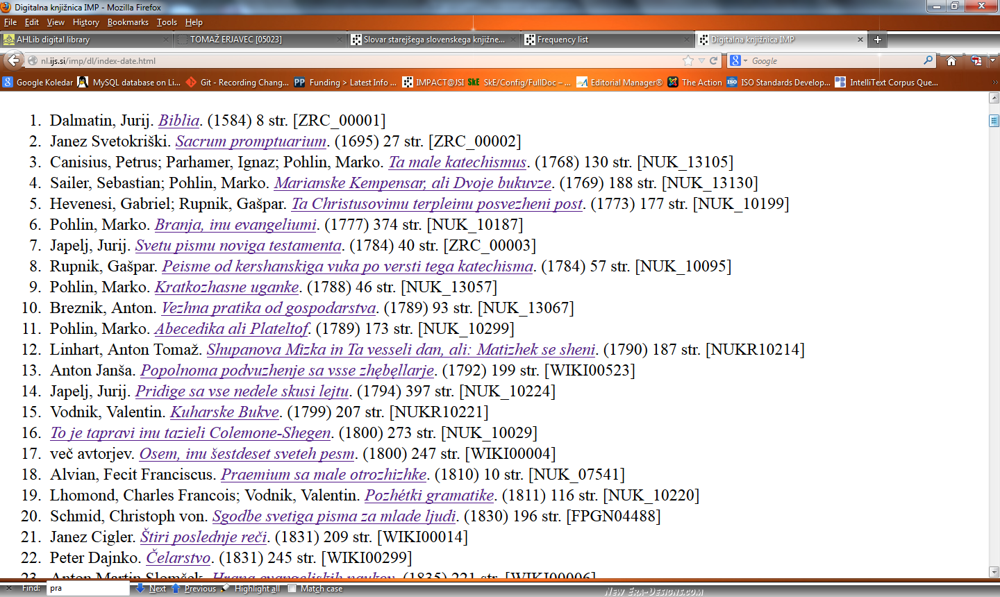 Digitalna knjižnica IMP - Mozilla Firefox
File Edit View History Bookmarks Tools Help
AHLib digital library TOMAŽ ERJAVEC [05023] Slovar starejšega slovenskega knjižne... Frequency list Digitalna knjižnica IMP
nl.ijs.si/imp/dl/index-date.html Google
Google Koledar MySQL database on Li... Git - Recording Chang... PP Funding > Latest Info ... IMPACT@JSI SkE SkE/Config/FullDoc – ... Editorial Manager® The Action ISO ISO Standards Develop... IntelliText Corpus Que...
1. Dalmatin, Jurij. Biblia. (1584) 8 str. [ZRC_00001]
2. Janez Svetokriški. Sacrum promptuarium. (1695) 27 str. [ZRC_00002]
3. Canisius, Petrus; Parhamer, Ignaz; Pohlin, Marko. Ta male katechismus. (1768) 130 str. [NUK_13105]
4. Sailer, Sebastian; Pohlin, Marko. Marianske Kempensar, ali Dvoje bukuvze. (1769) 188 str. [NUK_13130]
5. Hevenesi, Gabriel; Rupnik, Gašpar. Ta Christusovimu terpleinu posvezheni post. (1773) 177 str. [NUK_10199]
6. Pohlin, Marko. Branja, inu evangeliumi. (1777) 374 str. [NUK_10187]
7. Japelj, Jurij. Svetu pismu noviga testamenta. (1784) 40 str. [ZRC_00003]
8. Rupnik, Gašpar. Peisme od kershanskiga vuka po versti tega katechisma. (1784) 57 str. [NUK_10095]
9. Pohlin, Marko. Kratkozhasne uganke. (1788) 46 str. [NUK_13057]
10. Breznik, Anton. Vezhna pratika od gospodarstva. (1789) 93 str. [NUK_13067]
11. Pohlin, Marko. Abecedika ali Plateltof. (1789) 173 str. [NUK_10299]
12. Linhart, Anton Tomaž. Shupanova Mizka in Ta vesseli dan, ali: Matizhek se sheni. (1790) 187 str. [NUKR10214]
13. Anton Janša. Popolnoma podvuzhenje sa vsse zhębęllarje. (1792) 199 str. [WIKI00523]
14. Japelj, Jurij. Pridige sa vse nedele skusi lejtu. (1794) 397 str. [NUK_10224]
15. Vodnik, Valentin. Kuharske Bukve. (1799) 207 str. [NUKR10221]
16. To je tapravi inu tazieli Colemone-Shegen. (1800) 273 str. [NUK_10029]
17. več avtorjev. Osem, inu šestdeset sveteh pesm. (1800) 247 str. [WIKI00004]
18. Alvian, Fecit Franciscus. Praemium sa male otrozhizhke. (1810) 10 str. [NUK_07541]
19. Lhomond, Charles Francois; Vodnik, Valentin. Pozhétki gramatike. (1811) 116 str. [NUK_10220]
20. Schmid, Christoph von. Sgodbe svetiga pisma za mlade ljudi. (1830) 196 str. [FPGN04488]
21. Janez Cigler. Štiri poslednje reči. (1831) 209 str. [WIKI00014]
22. Peter Dajnko. Čelarstvo. (1831) 245 str. [WIKI00299]
23. Anton Martin Slomšek. Hrana evangeljskih naukov. (1835) 221 str. [WIKI00006]
Find: pra Next Previous Highlight all Match case
New Era-Designs.com